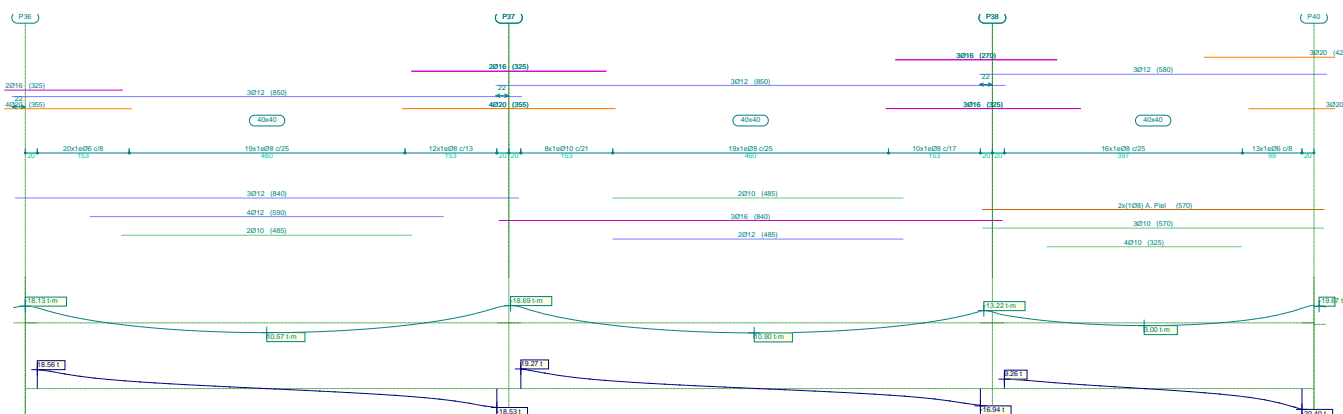 P36 P37 P38 P40
3Ø16 (270)
3Ø20 (42
2Ø16 (325)
3Ø12 (580)
2Ø16 (325)
3Ø12 (850)
22 22
3Ø12 (850)
22
4Ø20 (355) 4Ø20 (355) 3Ø16 (325) 3Ø20
40x40 40x40 40x40
20x1eØ6 c/8 19x1eØ8 c/25 12x1eØ8 c/13 8x1eØ10 c/21 19x1eØ8 c/25 10x1eØ8 c/17 16x1eØ8 c/25 13x1eØ6 c/8
20 153 460 153 20 20 153 460 153 20 20 397 99 20
3Ø12 (840) 2Ø10 (485)
2x(1Ø8) A. Piel (570)
4Ø12 (590) 3Ø16 (840)
3Ø10 (570)
2Ø10 (485) 2Ø12 (485)
4Ø10 (325)
-18.13 t·m -18.69 t·m -13.22 t·m -19.67 t
10.57 t·m 10.90 t·m 8.00 t·m
18.56 t 19.27 t 9.26 t
-18.53 t -16.94 t -20.40 t